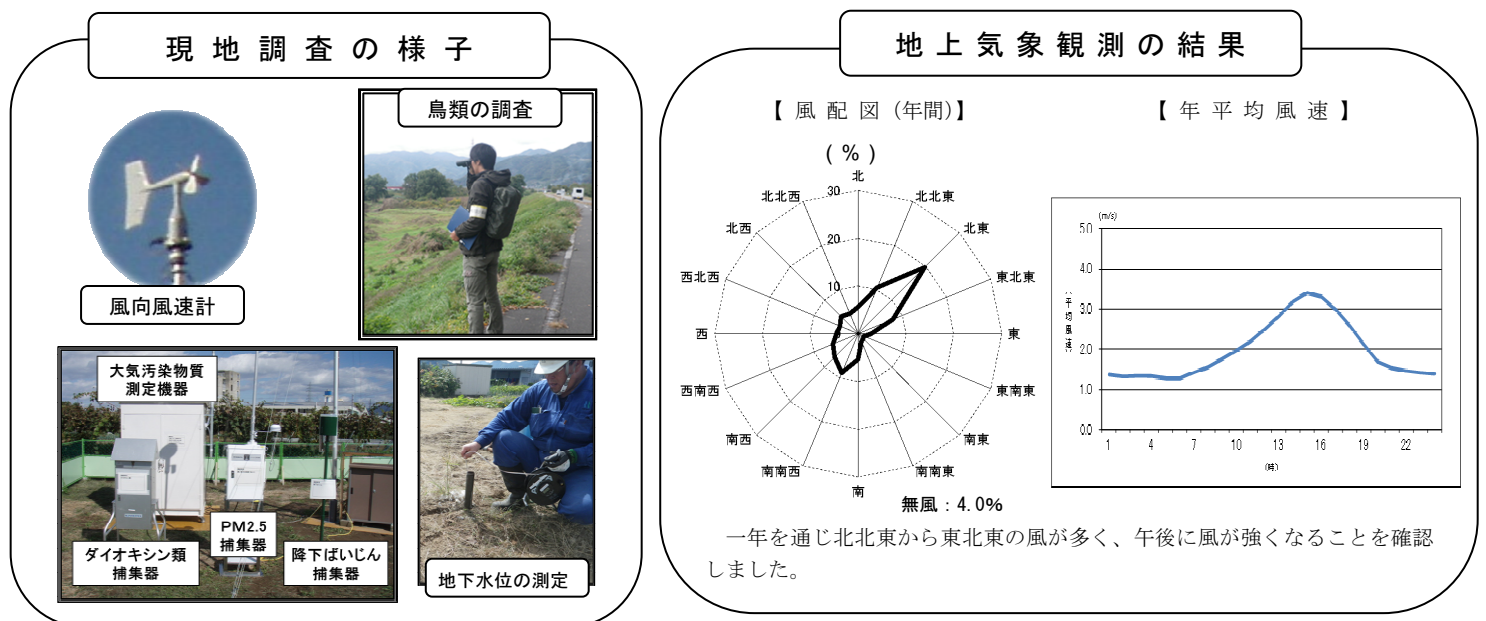 現地調査の様子
鳥類の調査
風向風速計
大気汚染物質
測定機器
PM2.5
捕集器
ダイオキシン類
捕集器
降下ばいじん
捕集器
地下水位の測定
地上気象観測の結果
【風配図(年間)】
(%)
北
30
北北西
北北東
北西
20
北東
西北西
10
東北東
西
東
西南西
東南東
南西
南東
南南西
南南東
南
無風：4.0%
【年平均風速】
(m/s)
5.0
4.0
3.0
2.0
1.0
0.0
(平均風速)
1 4 7 10 13 16 19 22
(時)
一年を通じ北北東から東北東の風が多く、午後に風が強くなることを確認
しました。